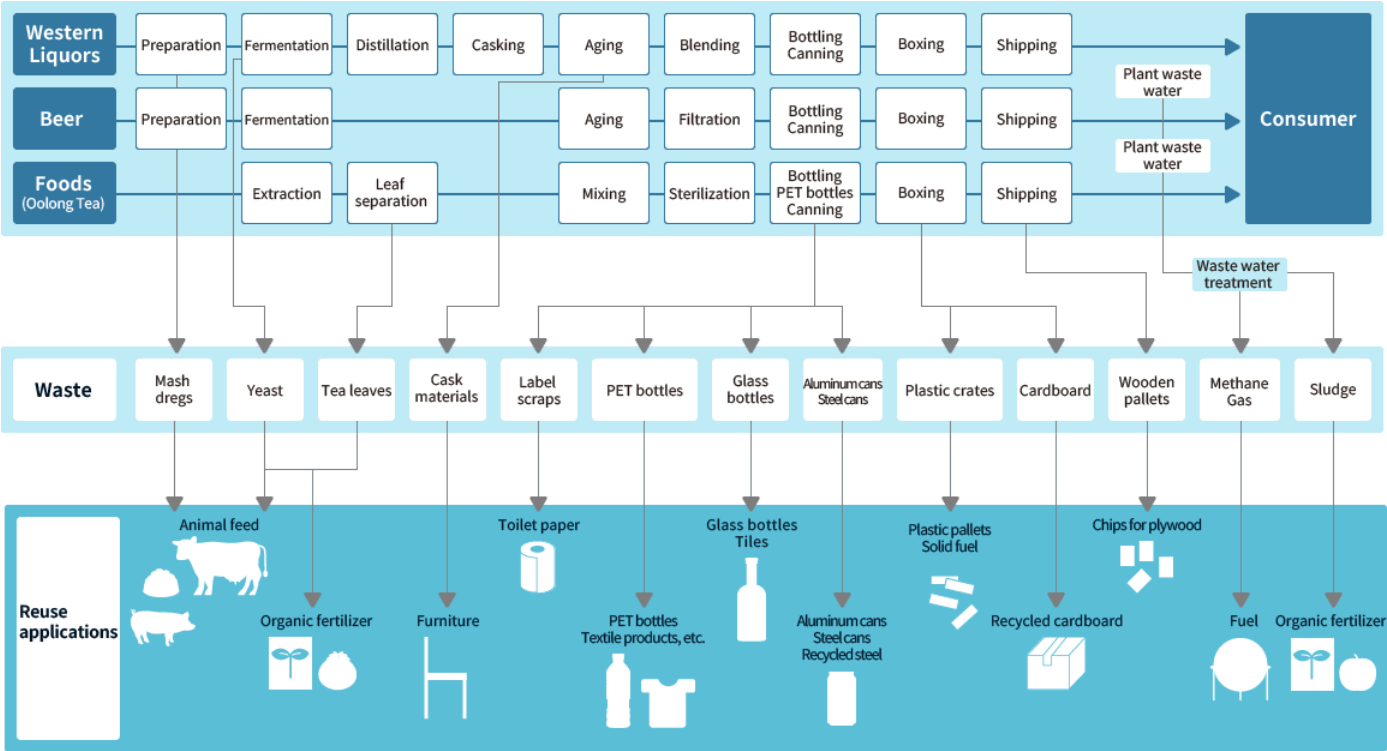 Western
Liquors
Preparation
Fermentation
Distillation
Casking
Aging
Blending
Bottling
Canning
Boxing
Shipping
Plant waste
water
Beer
Preparation
Fermentation
Aging
Filtration
Bottling
Canning
Boxing
Shipping
Consumer
Plant waste
water
Foods
(Oolong Tea)
Extraction
Leaf
separation
Mixing
Sterilization
Bottling
PET bottles
Canning
Boxing
Shipping
Waste water
treatment
Waste
Mash
dregs
Yeast
Tea leaves
Cask
materials
Label
scraps
PET bottles
Glass
bottles
Aluminum cans
Steel cans
Plastic crates
Cardboard
Wooden
pallets
Methane
Gas
Sludge
Reuse
applications
Animal feed
Organic fertilizer
Furniture
Toilet paper
PET bottles
Textile products, etc.
Glass bottles
Tiles
Aluminum cans
Steel cans
Recycled steel
Plastic pallets
Solid fuel
Recycled cardboard
Chips for plywood
Fuel
Organic fertilizer